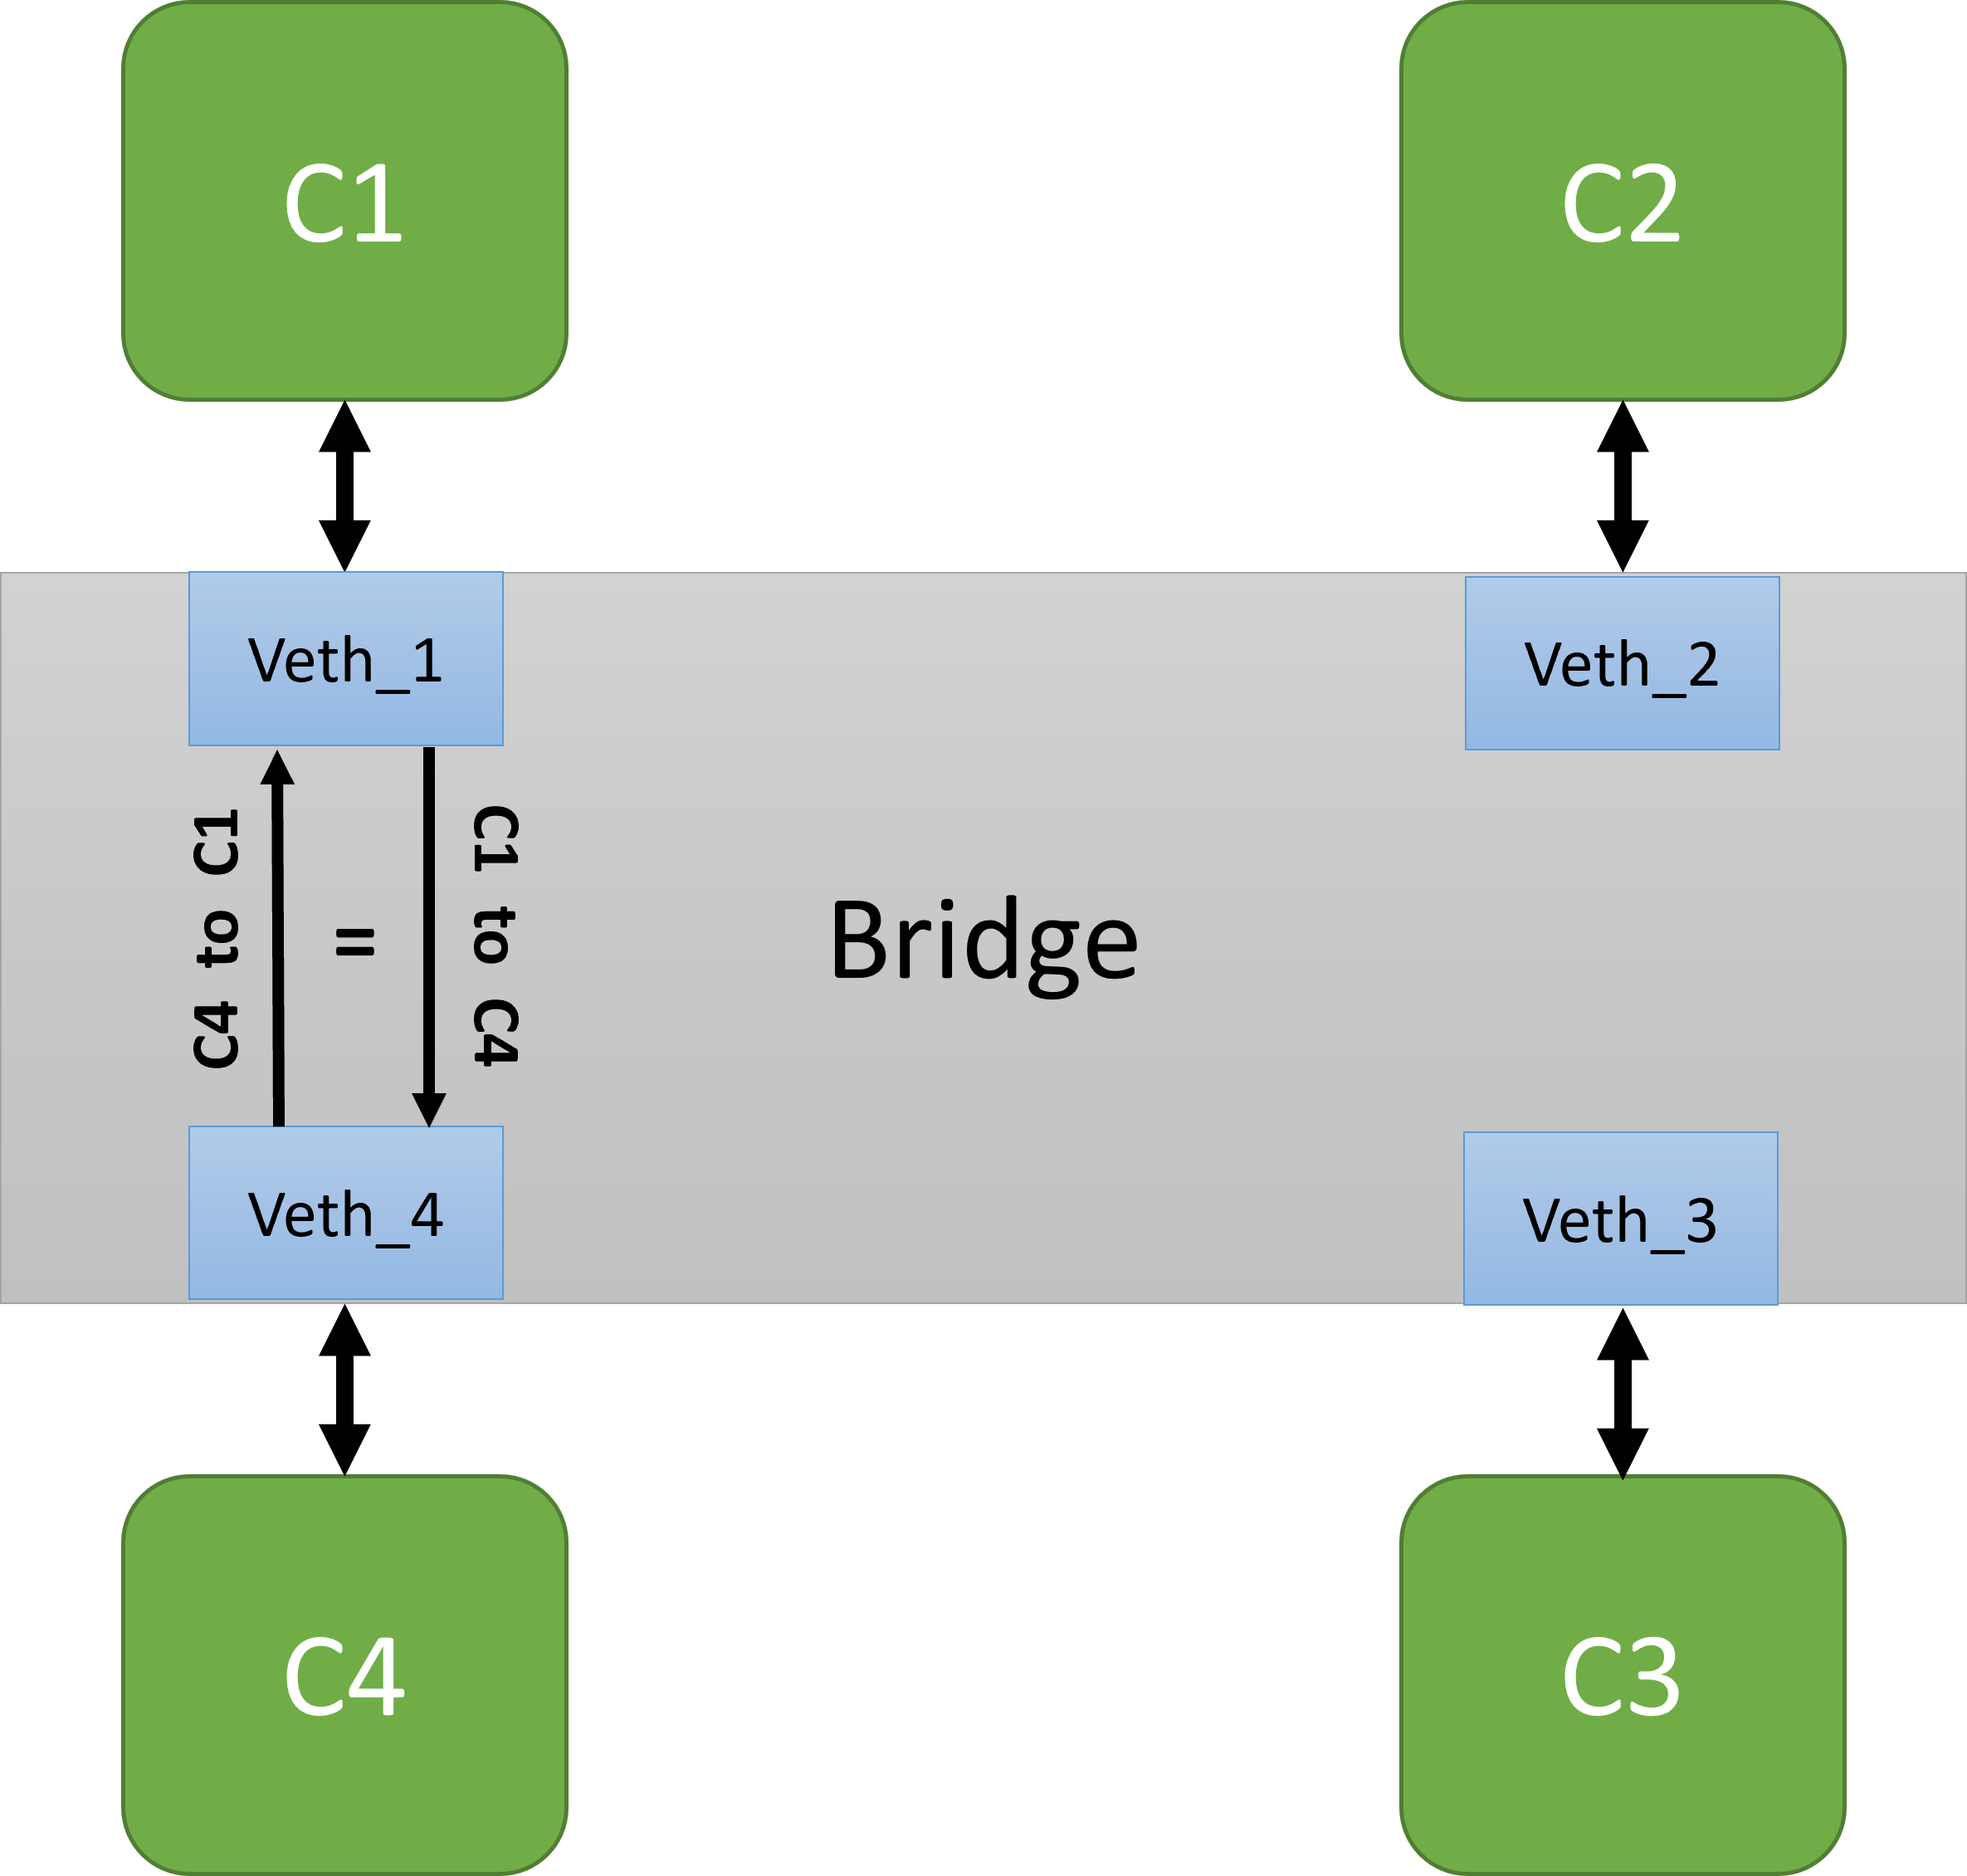 C1
C2
Veth_1
Veth_2
C4 to C1
=
C1 to C4
Bridge
Veth_4
Veth_3
C4
C3